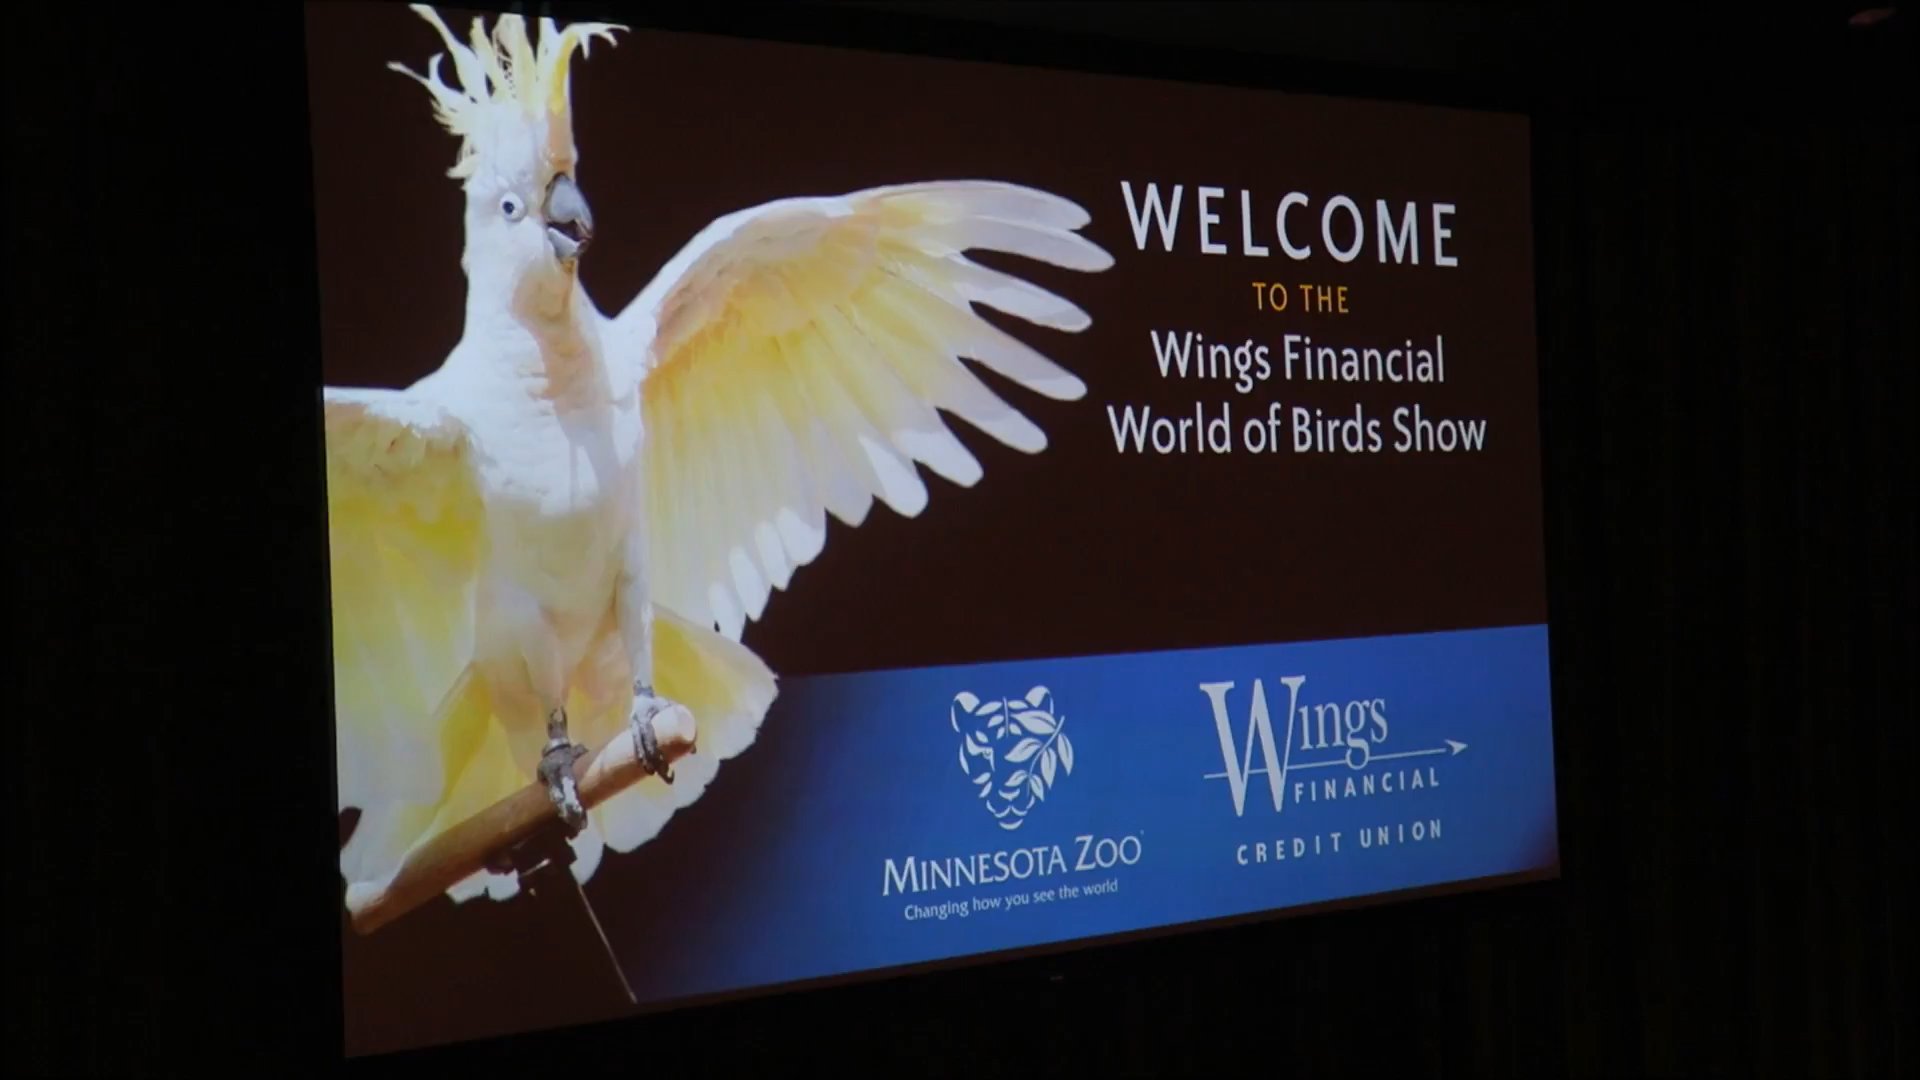 WELCOME
TO THE
Wings Financial
World of Birds Show
MINNESOTA ZOO
Changing how you see the world
Wings
FINANCIAL
CREDIT UNION